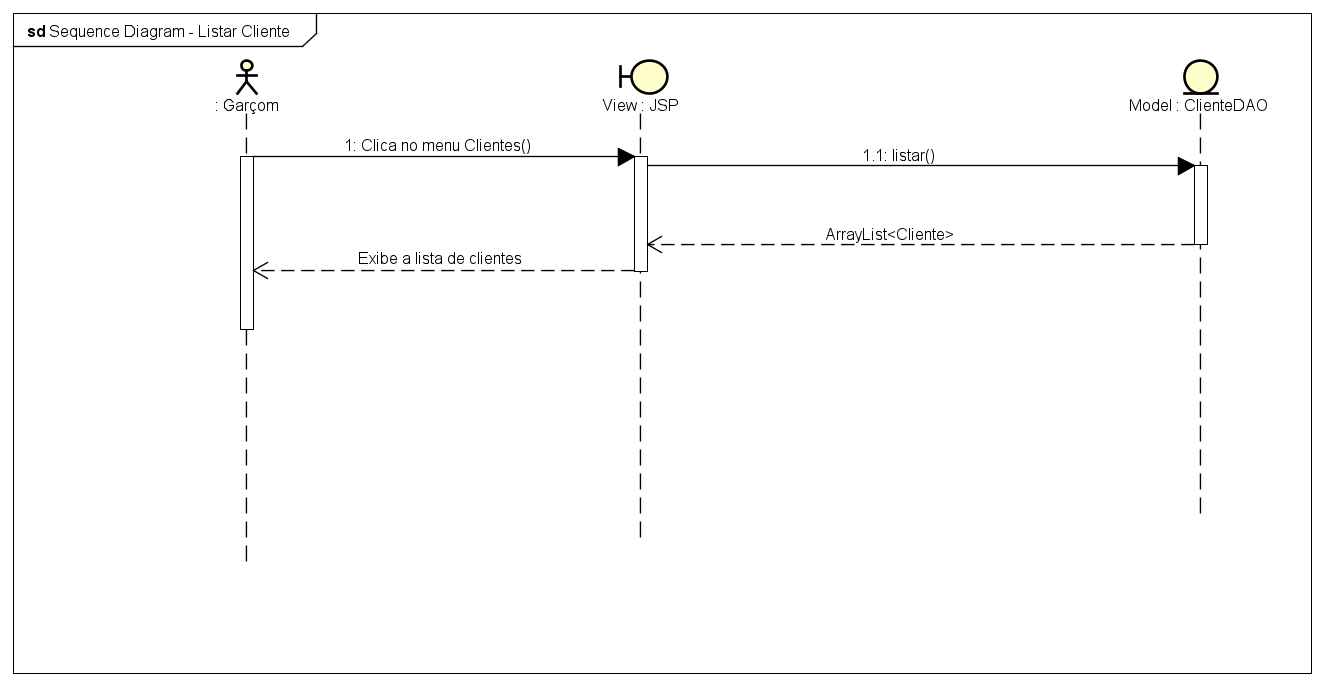 sd Sequence Diagram - Listar Cliente
: Garçom
View : JSP
Model : ClienteDAO
1: Clica no menu Clientes()
1.1: listar()
ArrayList<Cliente>
Exibe a lista de clientes